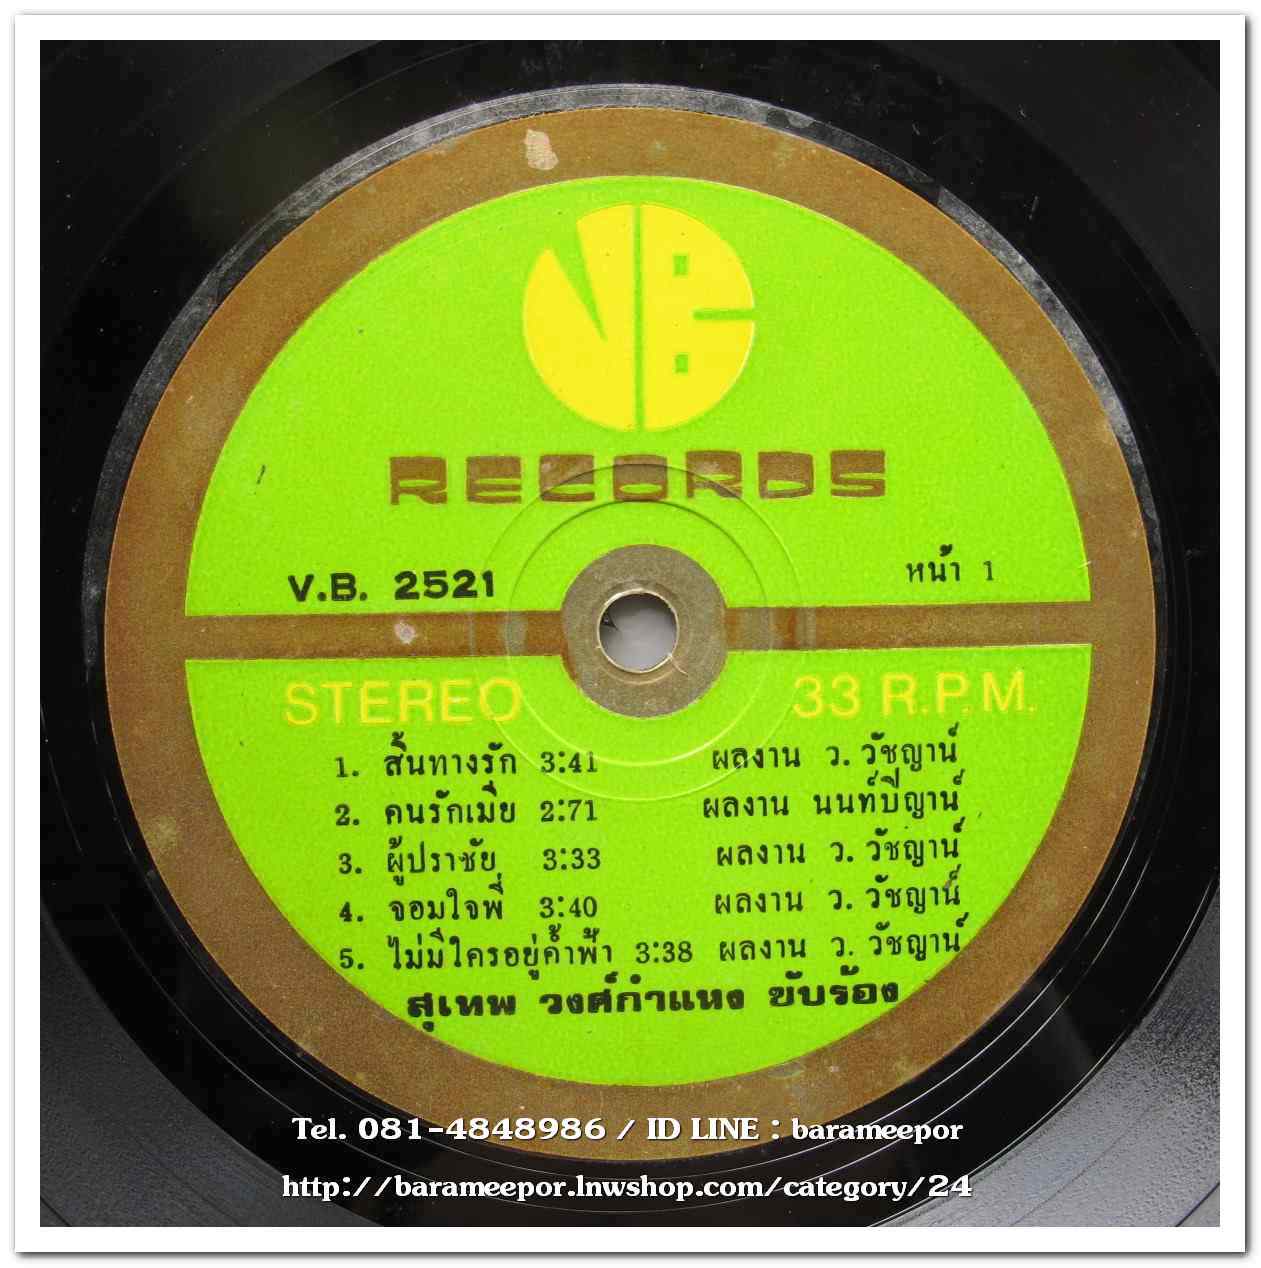 VB
RECORDS
V.B. 2521 หน้า 1
STEREO 33 R.P.M.
1. สิ้นทางรัก 3:41 ผลงาน ว. วัชญาน์
2. คนรักเมีย 2:71 ผลงาน นนท์ปีญาน์
3. ผู้ปราชัย 3:33 ผลงาน ว. วัชญาน์
4. จอมใจพี่ 3:40 ผลงาน ว. วัชญาน์
5. ไม่มีใครอยู่ค้ำฟ้า 3:38 ผลงาน ว. วัชญาน์
สุเทพ วงศ์กำแหง ขับร้อง
Tel. 081-4848986 / ID LINE : barameepor
http://barameepor.lnwshop.com/category/24